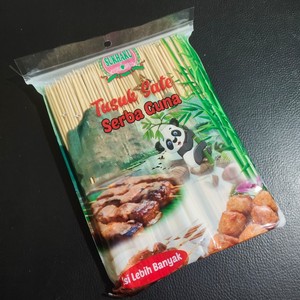 Tusuk Sate
Serba Guna
Isi Lebih Banyak